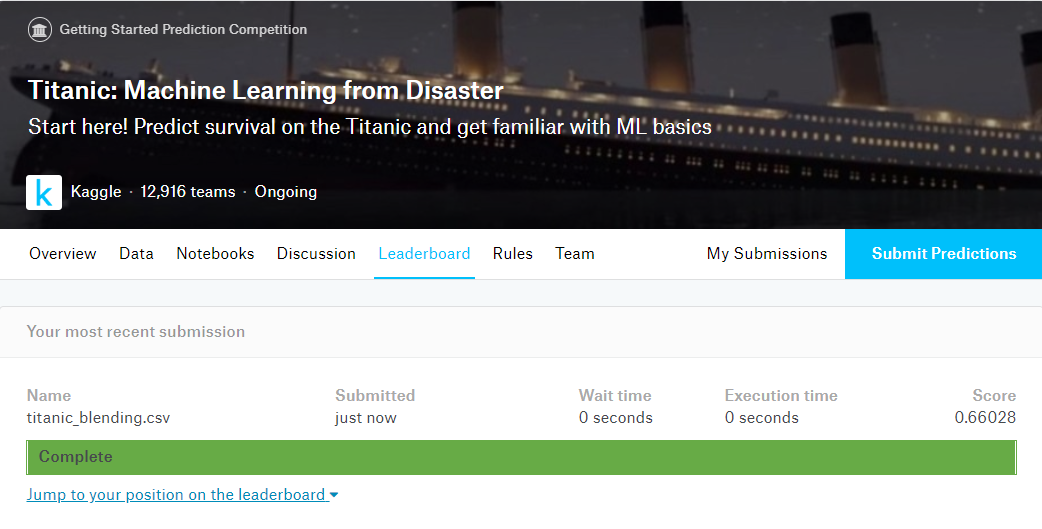 Getting Started Prediction Competition
Titanic: Machine Learning from Disaster
Start here! Predict survival on the Titanic and get familiar with ML basics
k Kaggle · 12,916 teams · Ongoing
Overview Data Notebooks Discussion Leaderboard Rules Team My Submissions Submit Predictions
Your most recent submission
Name Submitted Wait time Execution time Score
titanic_blending.csv just now 0 seconds 0 seconds 0.66028
Complete
Jump to your position on the leaderboard